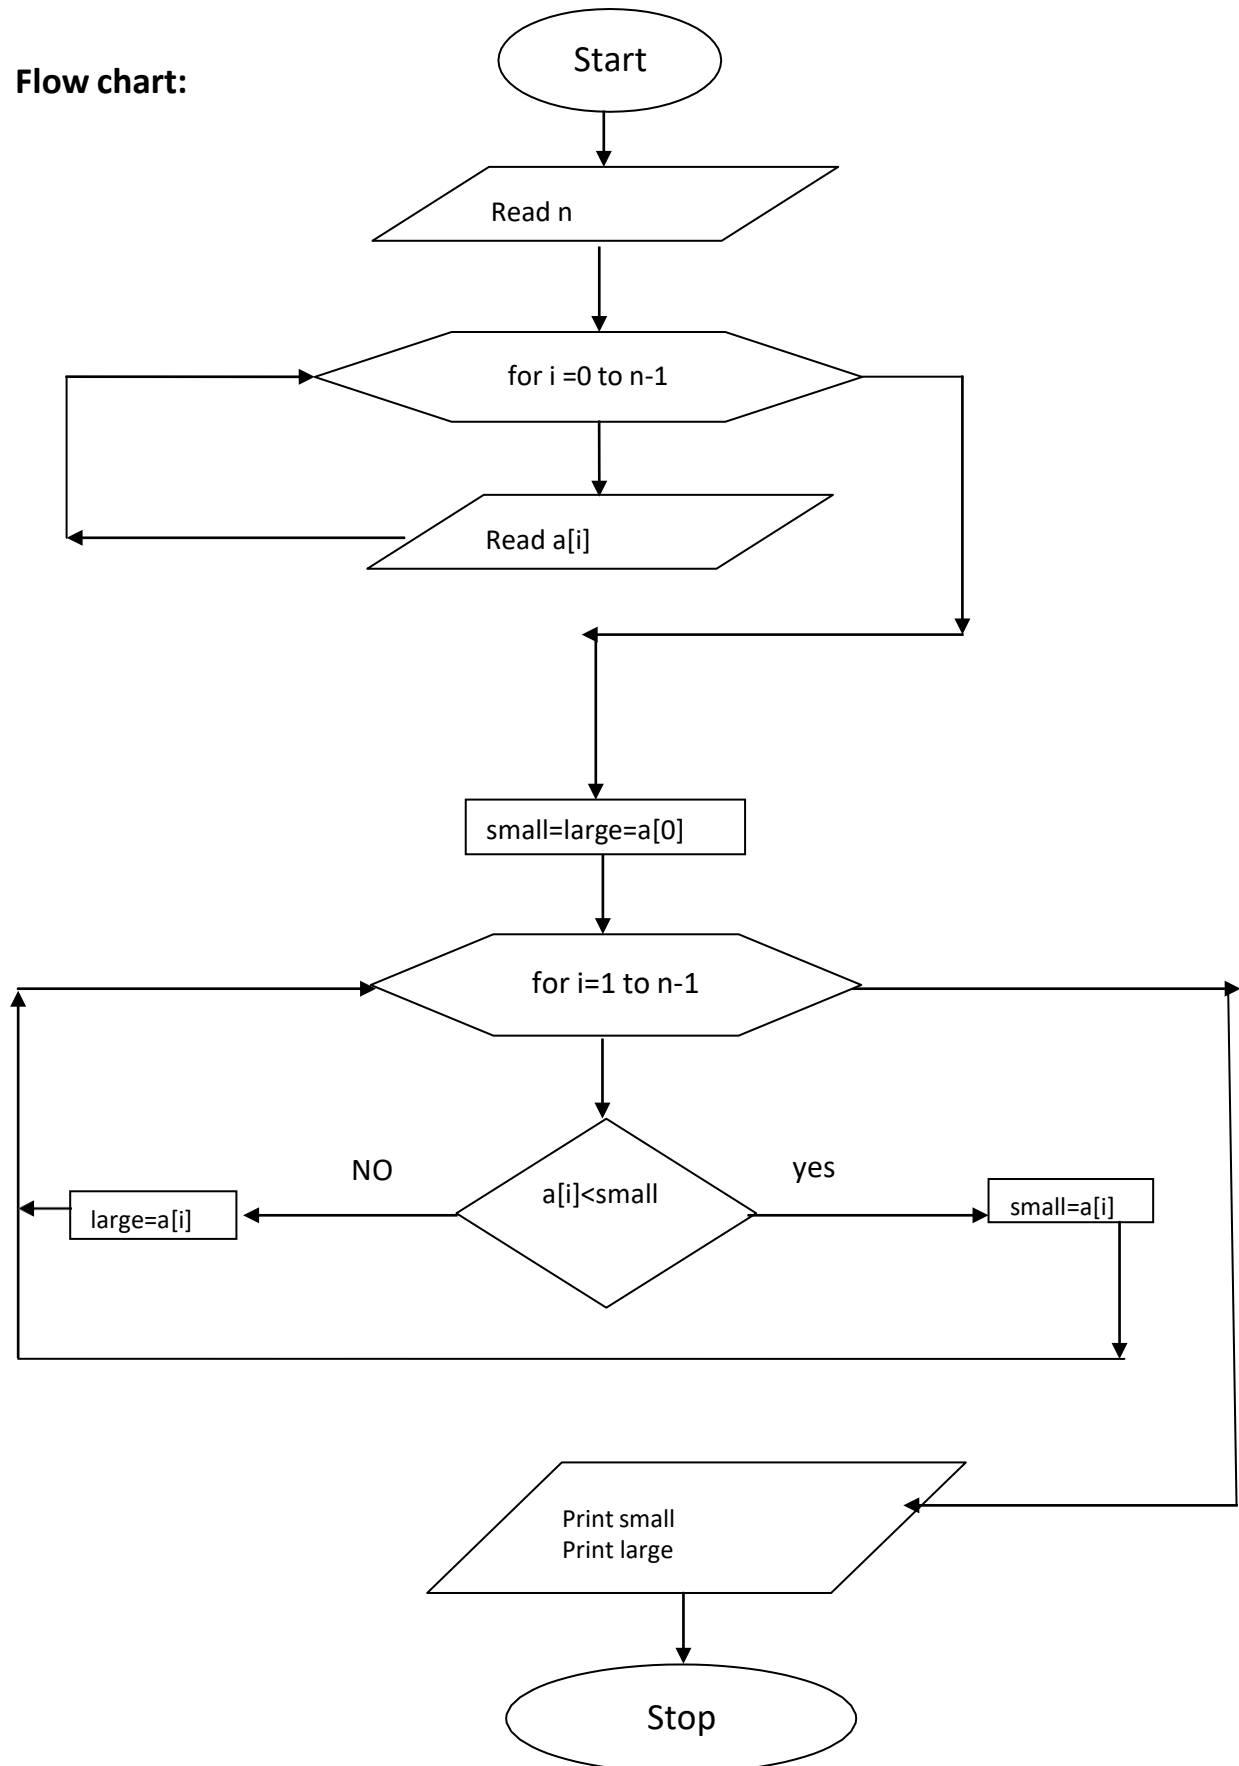 Start
Flow chart:
Read n
for i =0 to n-1
Read a[i]
small=large=a[0]
for i=1 to n-1
NO
yes
a[i]<small
large=a[i]
small=a[i]
Print small
Print large
Stop